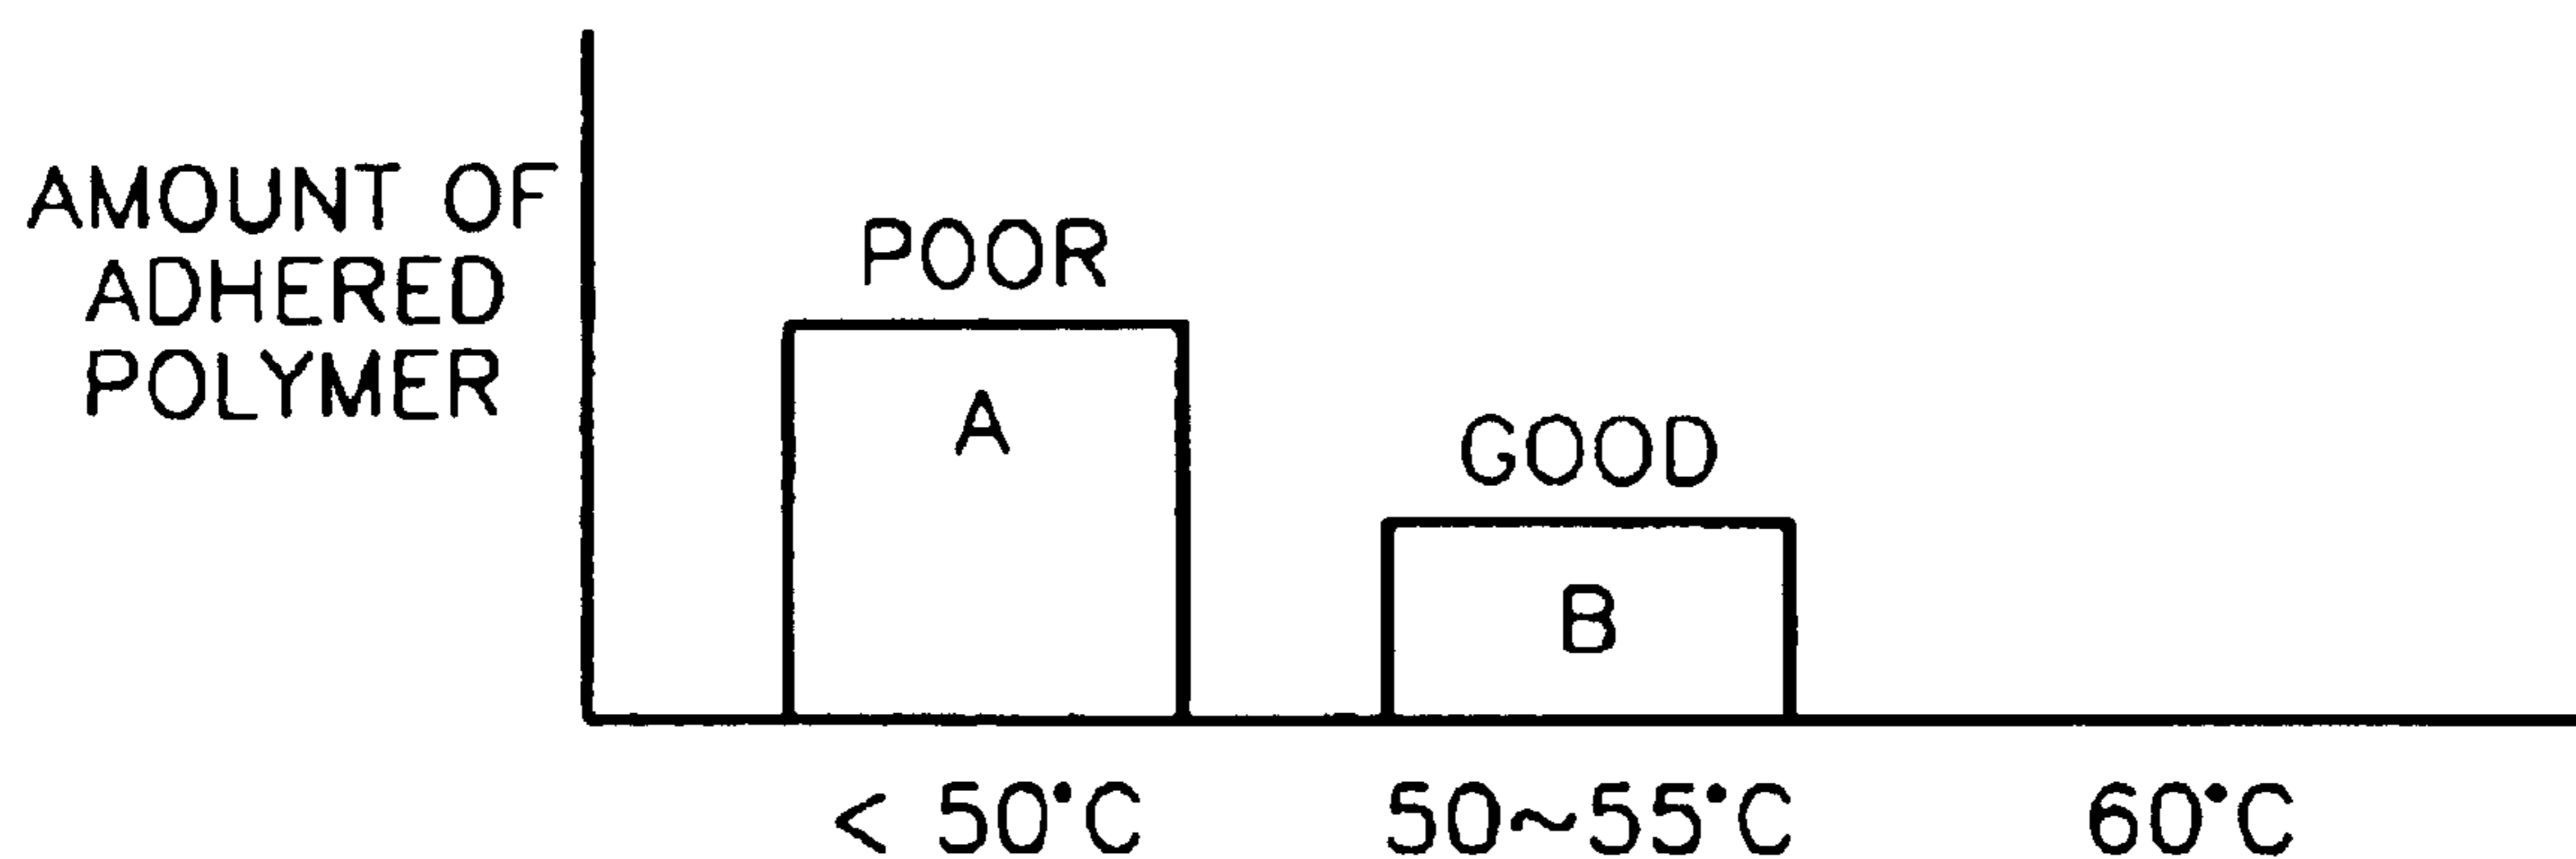 AMOUNT OF
ADHERED
POLYMER
POOR
A
GOOD
B
< 50°C
50~55°C
60°C